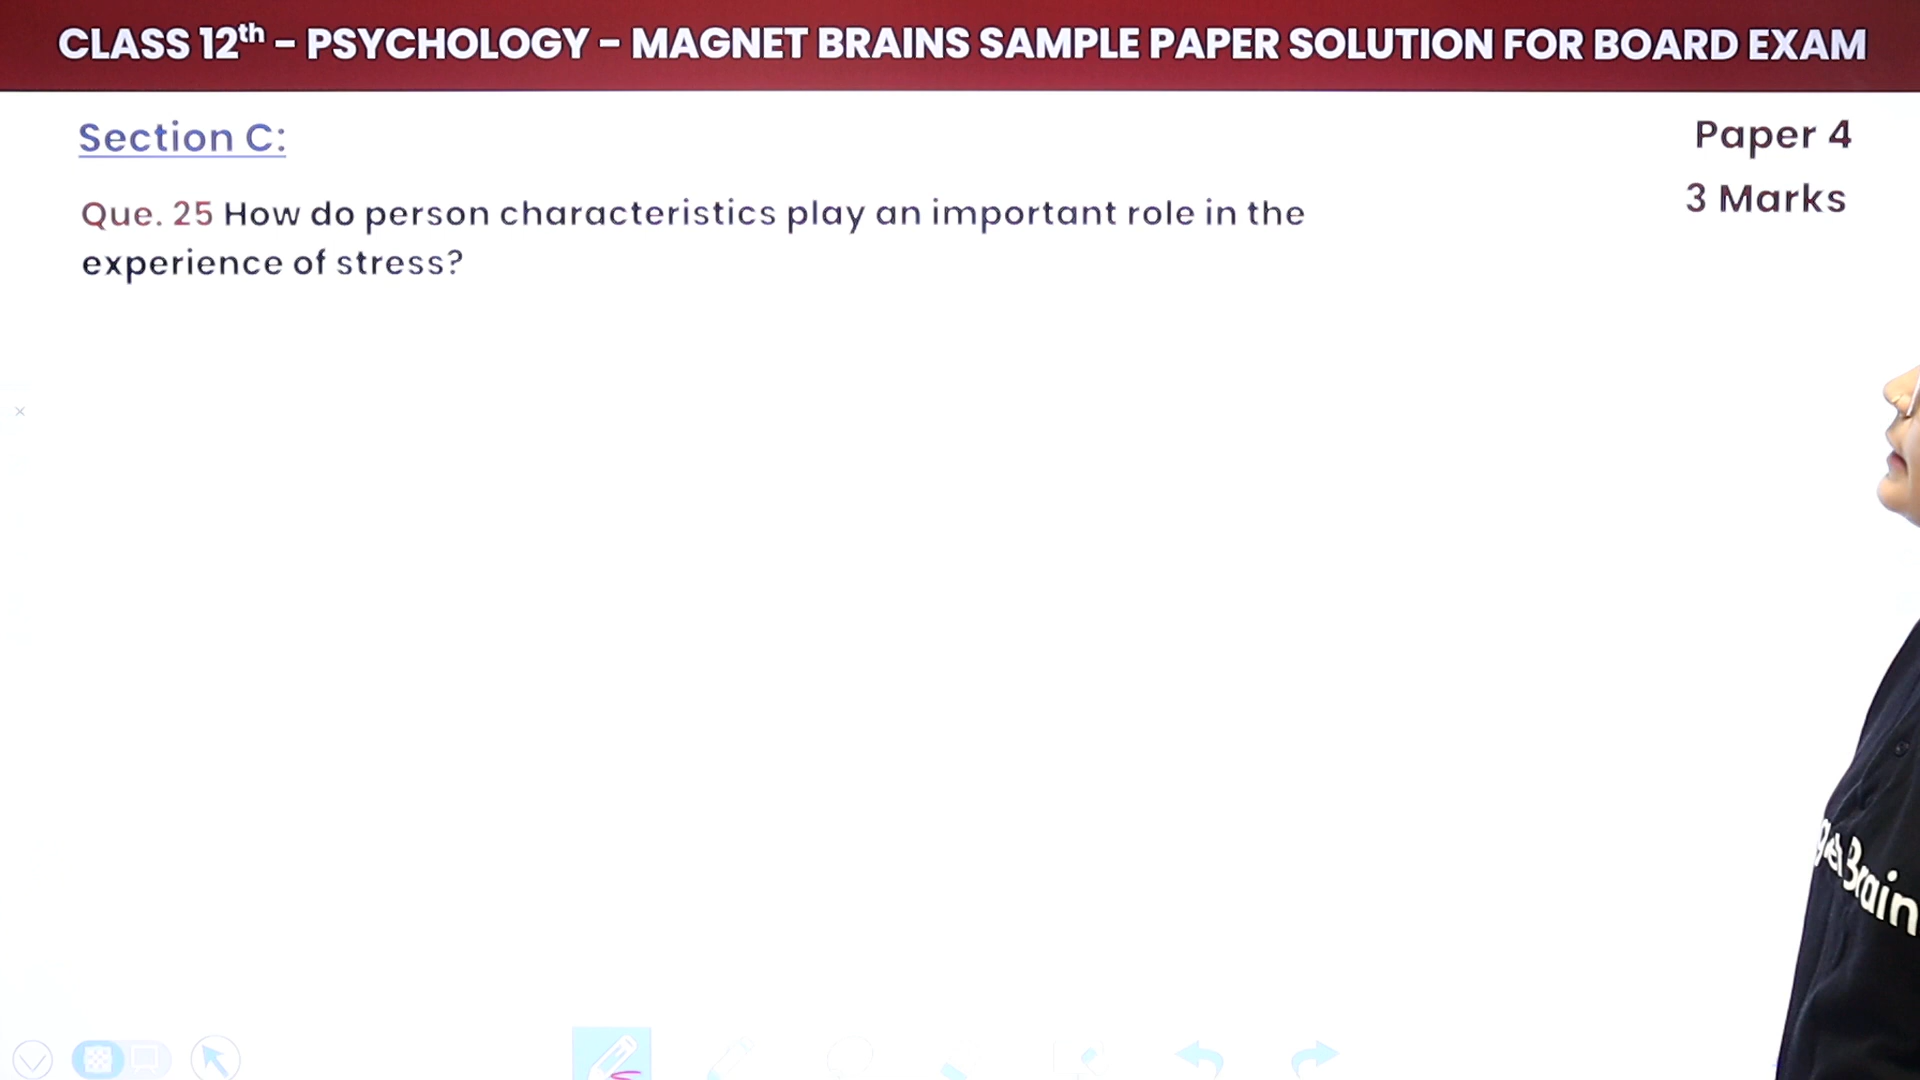 CLASS 12th – PSYCHOLOGY – MAGNET BRAINS SAMPLE PAPER SOLUTION FOR BOARD EXAM
Section C:
Paper 4
3 Marks
Que. 25 How do person characteristics play an important role in the
experience of stress?
Brain